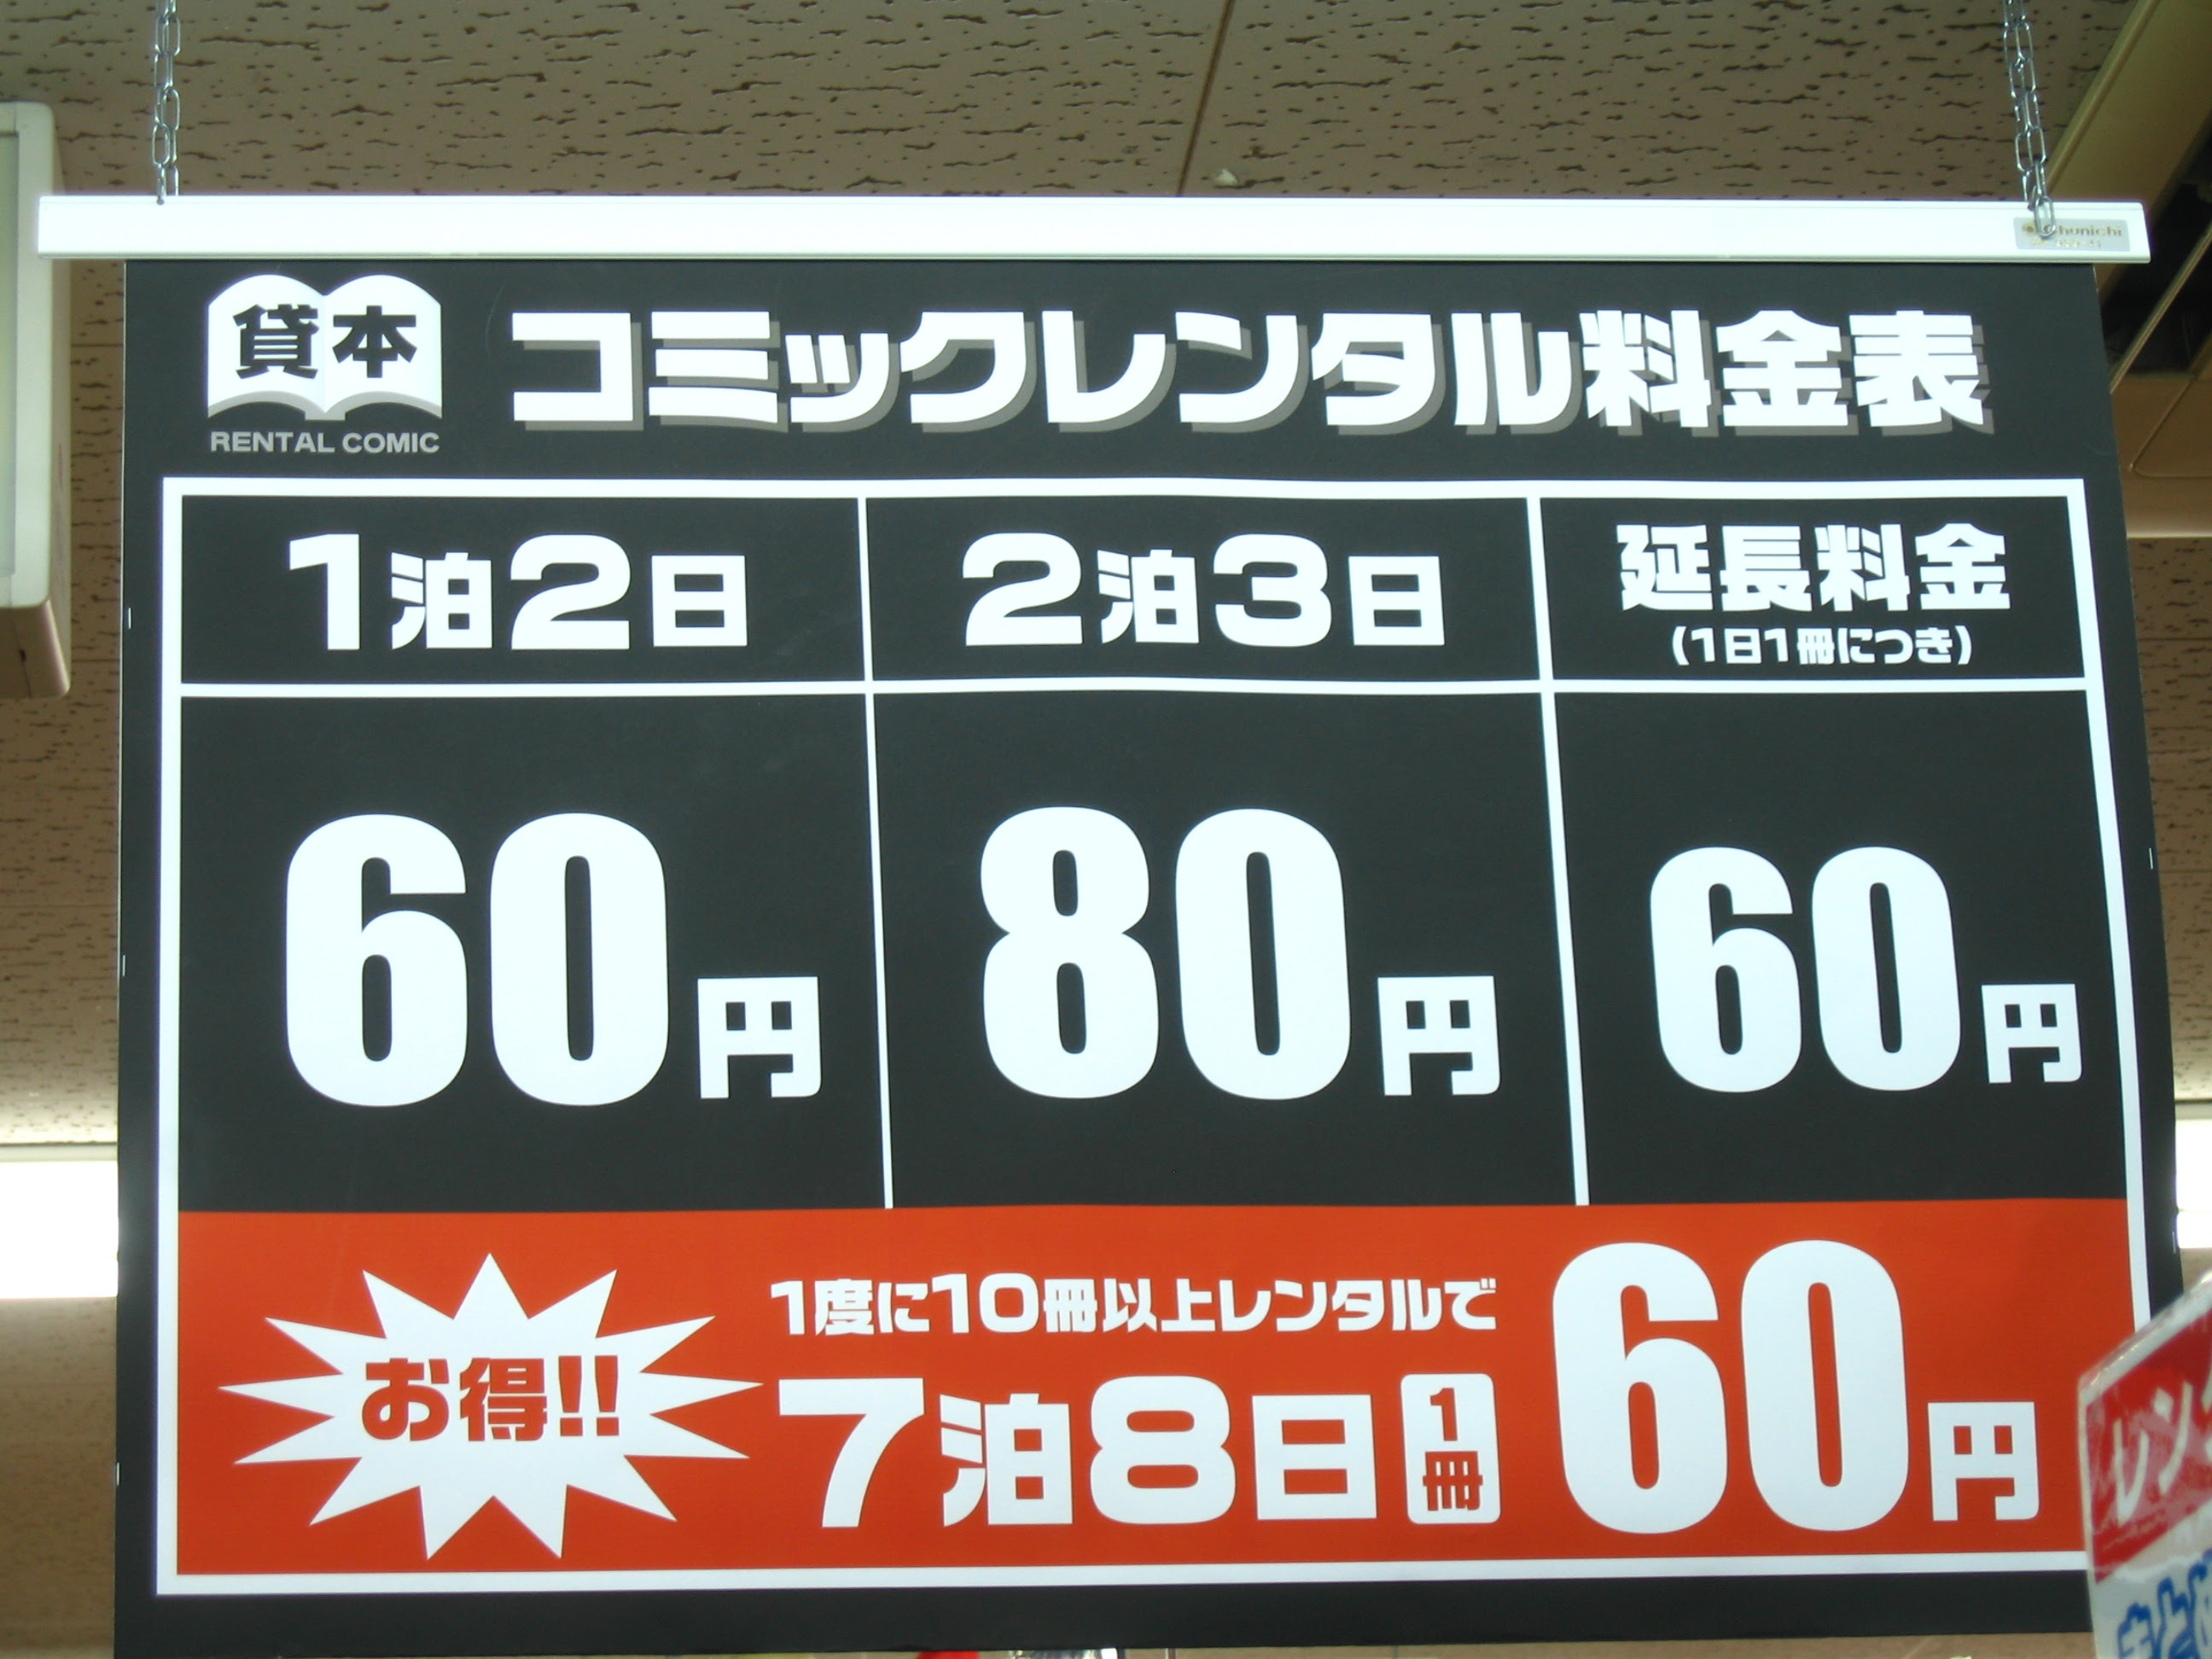 貸本
RENTAL COMIC
コミックレンタル料金表
1泊2日
2泊3日
延長料金
(1日1冊につき)
60円
80円
60円
お得!!
1度に10冊以上レンタルで
7泊8日
1冊
60円
レン